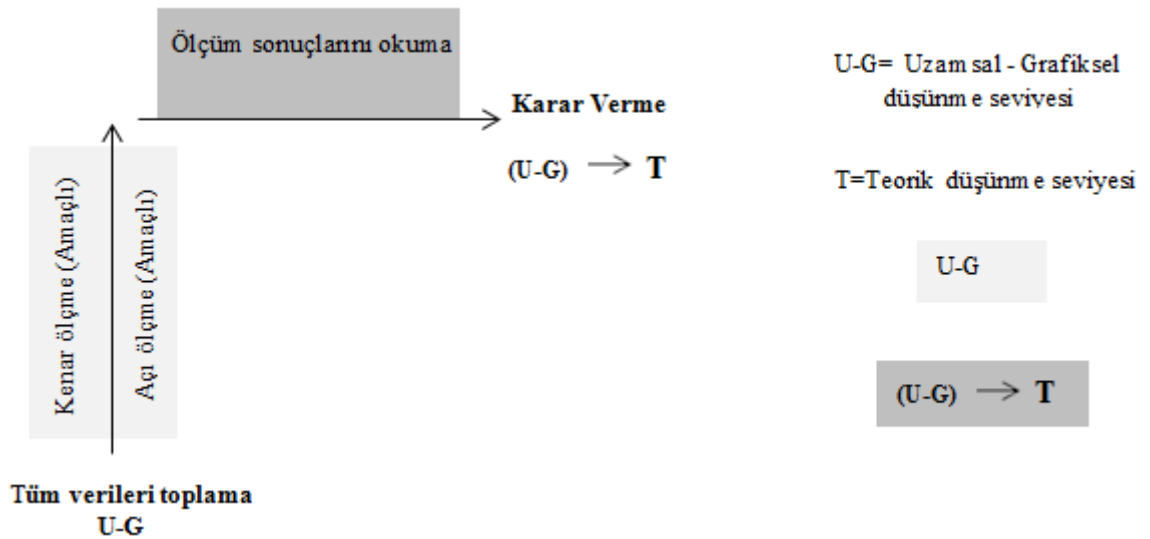 Ölçüm sonuçlarını okuma
Karar Verme
(U-G) → T
Kenar ölçme (Amaçlı)
Açı ölçme (Amaçlı)
Tüm verileri toplama
U-G
U-G= Uzamsal - Grafiksel
düşünme seviyesi
T=Teorik düşünme seviyesi
U-G
(U-G) → T